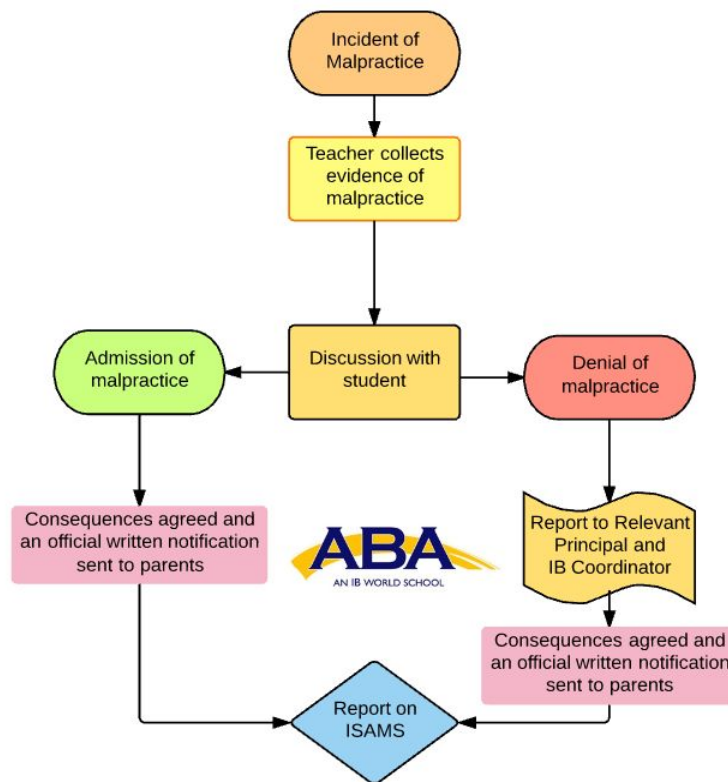 Incident of
Malpractice
Teacher collects
evidence of
malpractice
Discussion with
student
Admission of
malpractice
Denial of
malpractice
Consequences agreed and
an official written notification
sent to parents
Report to Relevant
Principal and
IB Coordinator
ABA
AN IB WORLD SCHOOL
Consequences agreed and
an official written notification
sent to parents
Report on
ISAMS